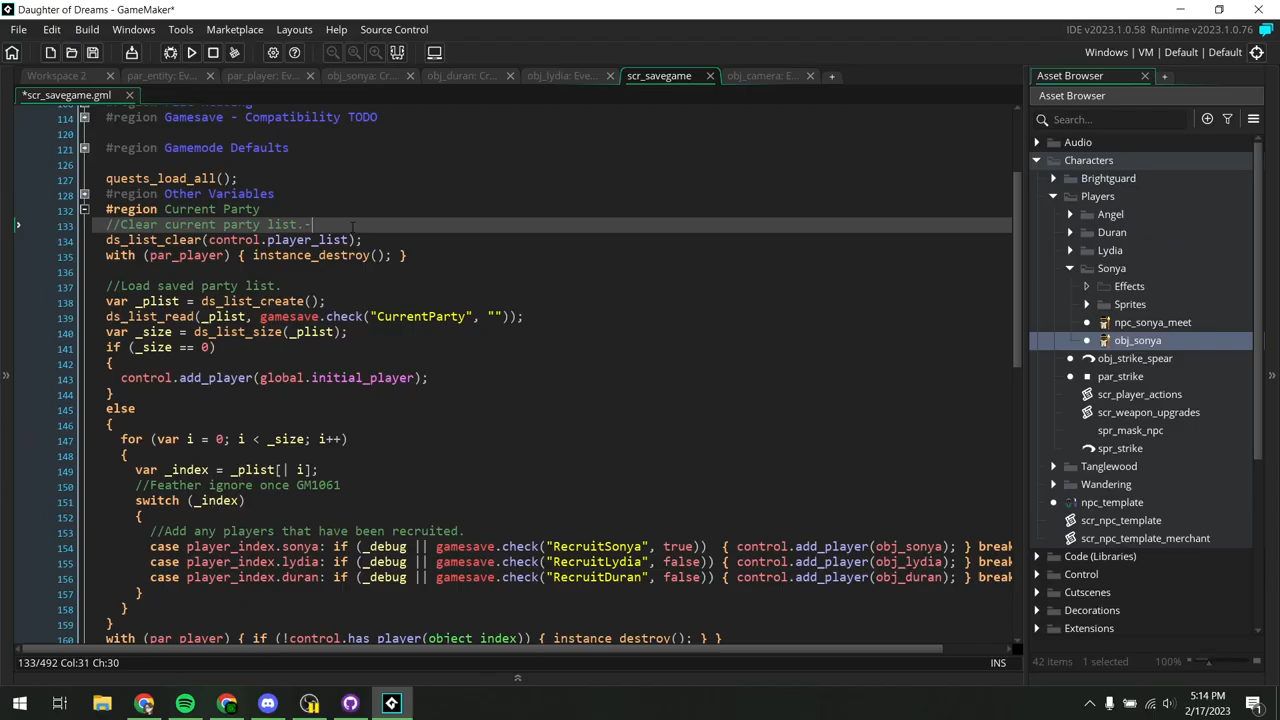 Daughter of Dreams - GameMaker*
File Edit Build Windows Tools Marketplace Layouts Help Source Control
IDE v2023.1.0.58 Runtime v2023.1.0.76
Windows | VM | Default | Default
Workspace 2 par_entity: Eve... par_player: Eve... obj_sonya: Cr... obj_duran: Cr... obj_lydia: Eve... scr_savegame obj_camera: E...
*scr_savegame.gml
114 #region Gamesave - Compatibility TODO
120
121 #region Gamemode Defaults
126
127 quests_load_all();
128 #region Other Variables
132 #region Current Party
133 //Clear current party list.-
134 ds_list_clear(control.player_list);
135 with (par_player) { instance_destroy(); }
136
137 //Load saved party list.
138 var _plist = ds_list_create();
139 ds_list_read(_plist, gamesave.check("CurrentParty", ""));
140 var _size = ds_list_size(_plist);
141 if (_size == 0)
142 {
143 control.add_player(global.initial_player);
144 }
145 else
146 {
147 for (var i = 0; i < _size; i++)
148 {
149 var _index = _plist[| i];
150 //Feather ignore once GM1061
151 switch (_index)
152 {
153 //Add any players that have been recruited.
154 case player_index.sonya: if (_debug || gamesave.check("RecruitSonya", true)) { control.add_player(obj_sonya); } break
155 case player_index.lydia: if (_debug || gamesave.check("RecruitLydia", false)) { control.add_player(obj_lydia); } break
156 case player_index.duran: if (_debug || gamesave.check("RecruitDuran", false)) { control.add_player(obj_duran); } break
157 }
158 }
159 }
160 with (par_player) { if (!control.has_player(object_index)) { instance_destroy(); } }
133/492 Col:31 Ch:30
INS
Asset Browser
Asset Browser
Search...
Audio
Characters
Brightguard
Players
Angel
Duran
Lydia
Sonya
Effects
Sprites
npc_sonya_meet
obj_sonya
obj_strike_spear
par_strike
scr_player_actions
scr_weapon_upgrades
spr_mask_npc
spr_strike
Tanglewood
Wandering
npc_template
scr_npc_template
scr_npc_template_merchant
Code (Libraries)
Control
Cutscenes
Decorations
Extensions
42 items 1 selected 100%
5:14 PM
2/17/2023
1